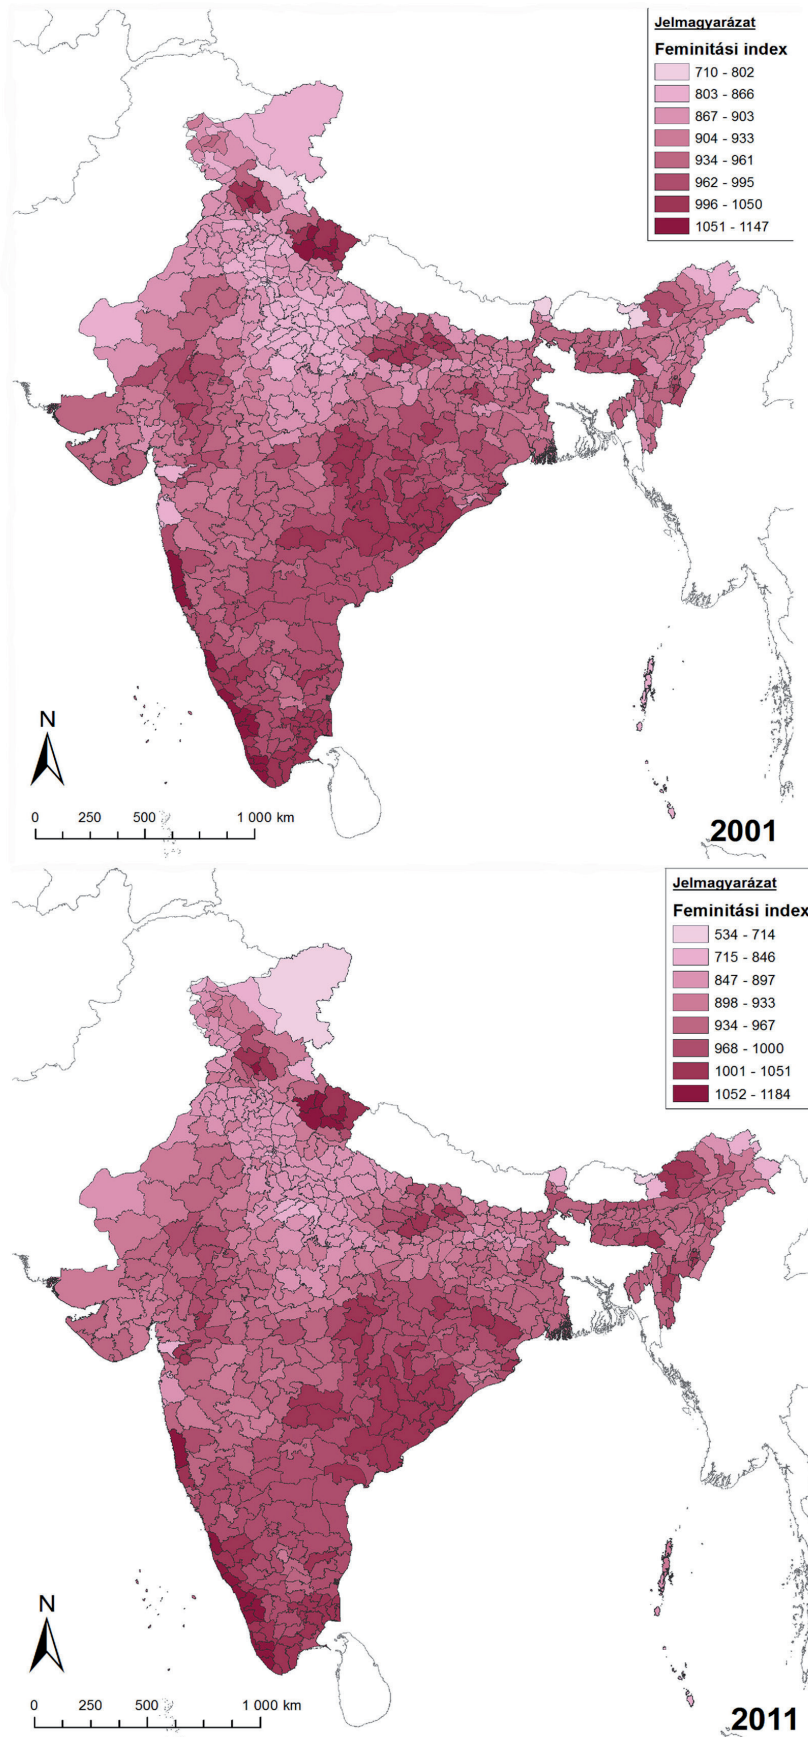 Jelmagyarázat
Feminitási index
710 - 802
803 - 866
867 - 903
904 - 933
934 - 961
962 - 995
996 - 1050
1051 - 1147
N
0 250 500 1 000 km
2001
Jelmagyarázat
Feminitási index
534 - 714
715 - 846
847 - 897
898 - 933
934 - 967
968 - 1000
1001 - 1051
1052 - 1184
N
0 250 500 1 000 km
2011